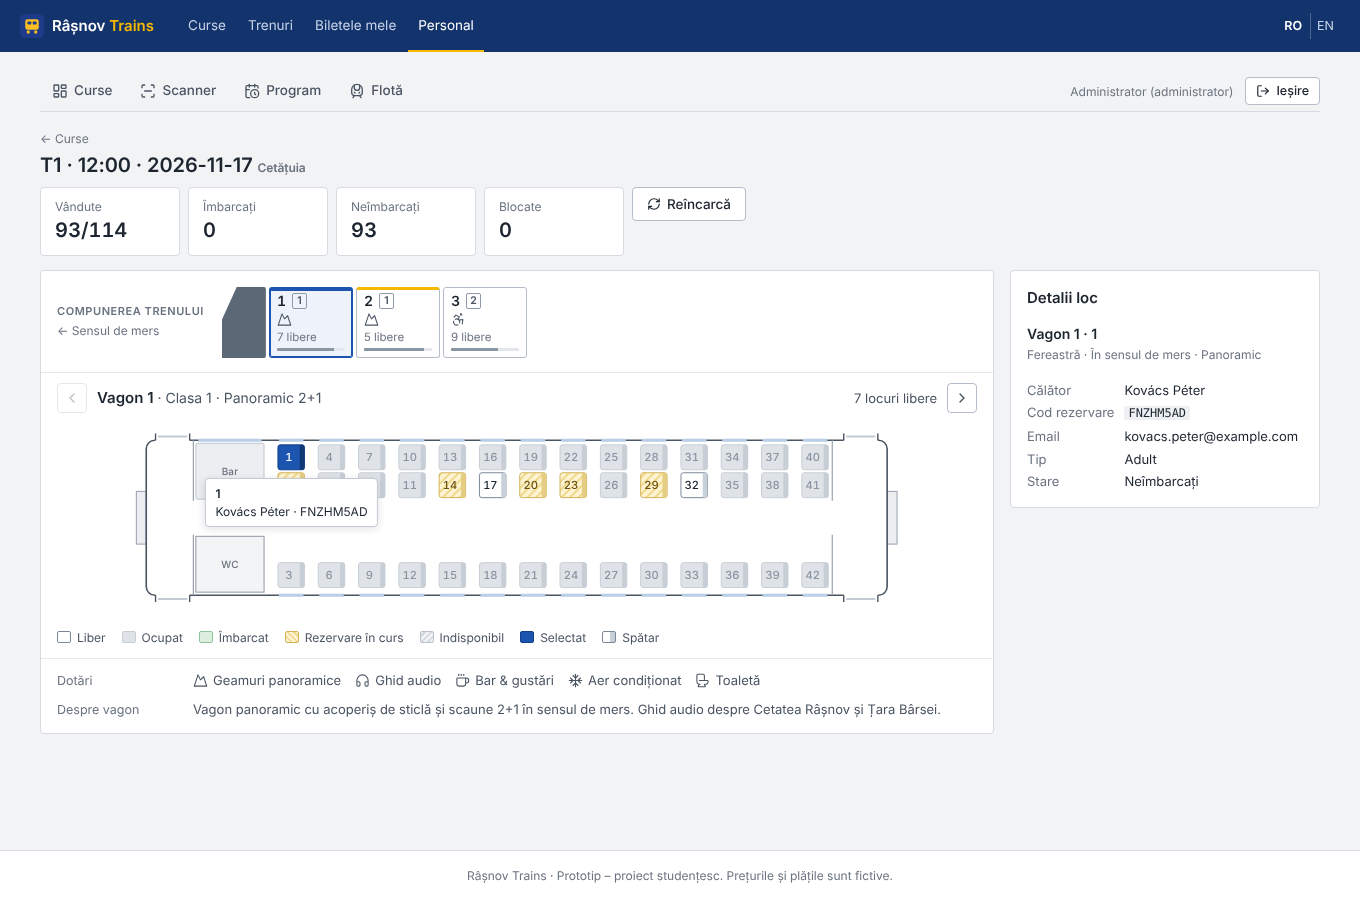 Râșnov Trains
Curse Trenuri Biletele mele Personal
RO EN
Curse Scanner Program Flotă
Administrator (administrator) Ieșire
← Curse
T1 · 12:00 · 2026-11-17 Cetățuia
Vândute
93/114
Îmbarcați
0
Neîmbarcați
93
Blocate
0
Reîncarcă
COMPUNEREA TRENULUI
← Sensul de mers
1 1
7 libere
2 1
5 libere
3 2
9 libere
Vagon 1 · Clasa 1 · Panoramic 2+1
7 locuri libere
Bar
1 4 7 10 13 16 19 22 25 28 31 34 37 40
11 14 17 20 23 26 29 32 35 38 41
1
Kovács Péter · FNZHM5AD
WC
3 6 9 12 15 18 21 24 27 30 33 36 39 42
Liber Ocupat Îmbarcat Rezervare în curs Indisponibil Selectat Spătar
Dotări Geamuri panoramice Ghid audio Bar & gustări Aer condiționat Toaletă
Despre vagon Vagon panoramic cu acoperiș de sticlă și scaune 2+1 în sensul de mers. Ghid audio despre Cetatea Râșnov și Țara Bârsei.
Detalii loc
Vagon 1 · 1
Fereastră · În sensul de mers · Panoramic
Călător Kovács Péter
Cod rezervare FNZHM5AD
Email kovacs.peter@example.com
Tip Adult
Stare Neîmbarcați
Râșnov Trains · Prototip – proiect studențesc. Prețurile și plățile sunt fictive.